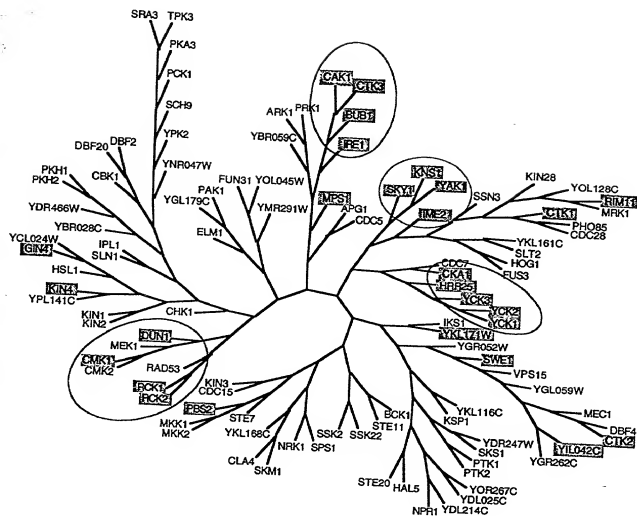 SRA3 TPK3
PKA3
PCK1
SCH9
YPK2
YNR047W
DBF20 DBF2
CBK1
PKH1
PKH2
YDR466W
YBR028C
YCL024W IPL1
SLN1
GIN4
HSL1
KIN4
YPL141C
KIN1
KIN2
CHK1
FUN31 YOL045W
PAK1
YGL179C
YMR291W
ELM1
CAK1
CTK3
ARK1 PRK1
BUB1
YBR059C
IRE1
MPS1
APG1
CDC5
KNS1
SKY1 YAK1
SSN3
IME2
KIN28
YOL128C
RIM11
MRK1
CTK1
PHO85
CDC28
YKL161C
SLT2
HOG1
FUS3
CDC7
CKA1
HRR25
YCK3
YCK2
YCK1
IKS1
YKL171W
YGR052W
SWE1
VPS15
YGL059W
MEC1
DBF4
CTK2
YIL042C
YGR262C
DUN1
MEK1
CMK1
CMK2
RAD53
RCK1
RCK2
KIN3
CDC15
PBS2
STE7
MKK1
MKK2
YKL168C
CLA4
SKM1
NRK1
SPS1
SSK2
SSK22
BCK1
STE11
YKL116C
KSP1
YDR247W
SKS1
PTK1
PTK2
STE20
HAL5
YOR267C
YDL025C
YDL214C
NPR1